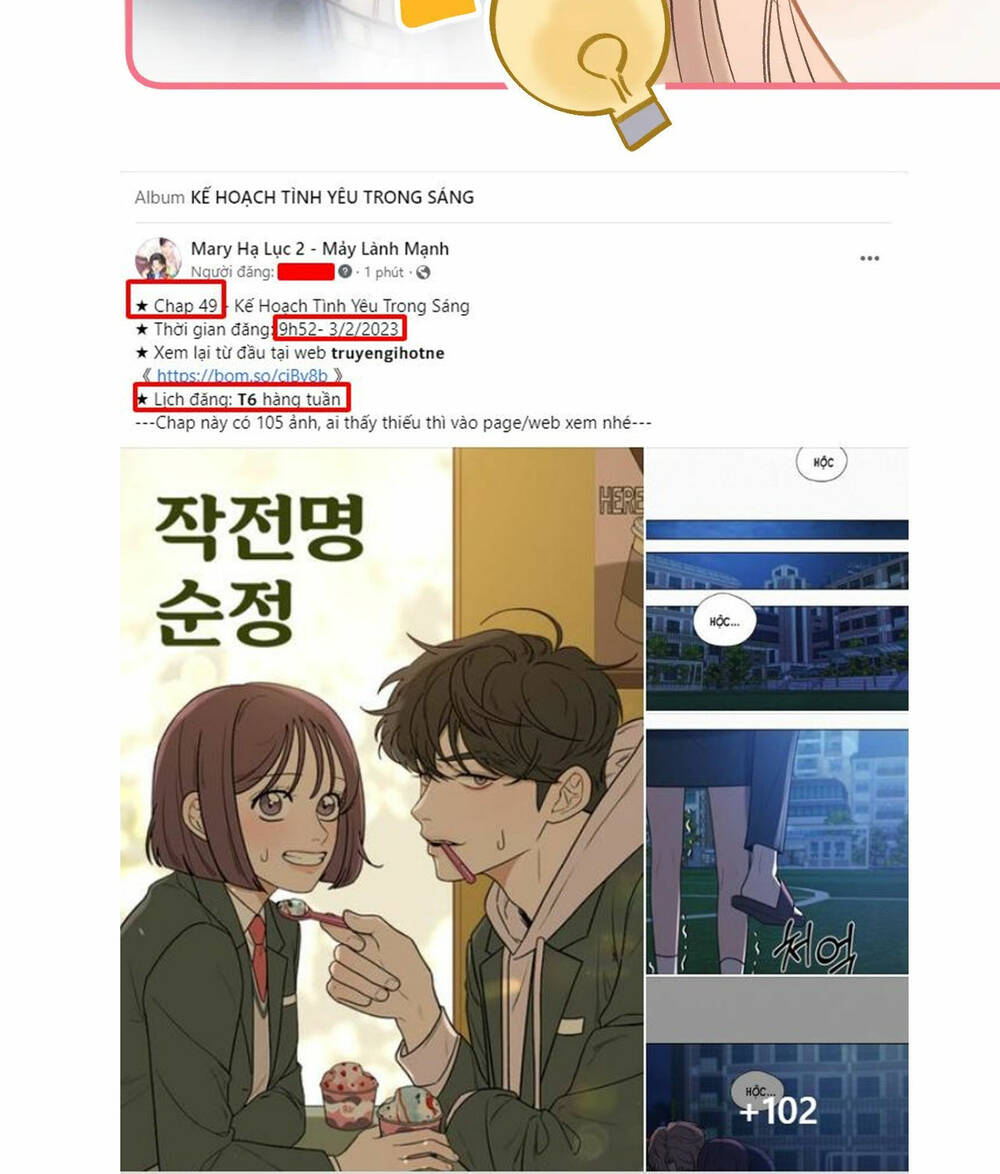 Album KẾ HOẠCH TÌNH YÊU TRONG SÁNG
Mary Hạ Lục 2 - Mảy Lành Mạnh
Người đăng: · 1 phút ·
★ Chap 49 - Kế Hoạch Tình Yêu Trong Sáng
★ Thời gian đăng: 9h52- 3/2/2023
★ Xem lại từ đầu tại web truyengihotne
《 https://bom.so/ciBv8b 》
★ Lịch đăng: T6 hàng tuần
---Chap này có 105 ảnh, ai thấy thiếu thì vào page/web xem nhé---
작전명
순정
HERE
HỘC
HỘC...
처억
HỘC...
+102